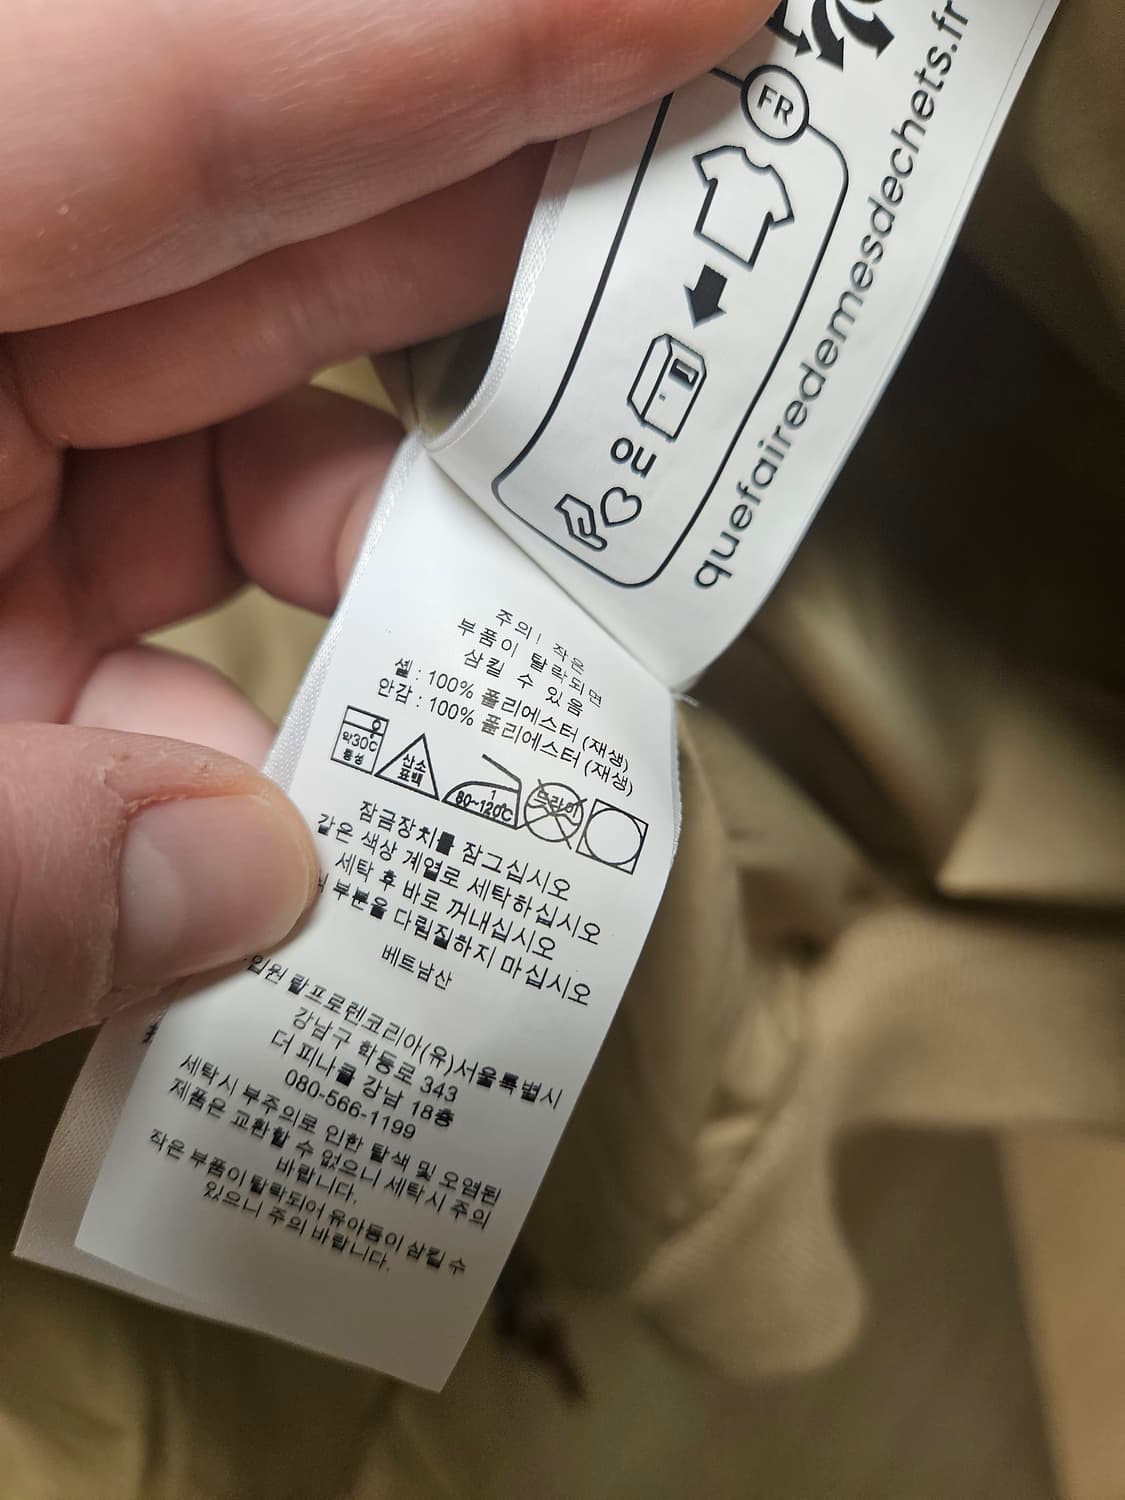 FR
OU
quefairedemesdechets.fr
주의! 작은
부품이 탈락되면
삼킬 수 있음
셸 : 100% 폴리에스터 (재생)
안감 : 100% 폴리에스터 (재생)
약30℃
중성
산소
표백
1
80~120℃
드라이
잠금장치를 잠그십시오
같은 색상 계열로 세탁하십시오
세탁 후 바로 꺼내십시오
부분을 다림질하지 마십시오
베트남산
랄프로렌코리아(유)서울특별시
강남구 학동로 343
더 피나클 강남 18층
080-566-1199
세탁시 부주의로 인한 탈색 및 오염된
제품은 교환할 수 없으니 세탁시 주의
바랍니다.
작은 부품이 탈락되어 유아동이 삼킬 수
있으니 주의 바랍니다.